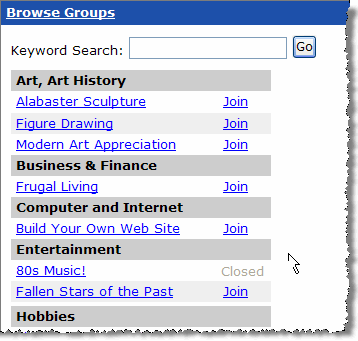 Browse Groups
Keyword Search: Go
Art, Art History
Alabaster Sculpture Join
Figure Drawing Join
Modern Art Appreciation Join
Business & Finance
Frugal Living Join
Computer and Internet
Build Your Own Web Site Join
Entertainment
80s Music! Closed
Fallen Stars of the Past Join
Hobbies